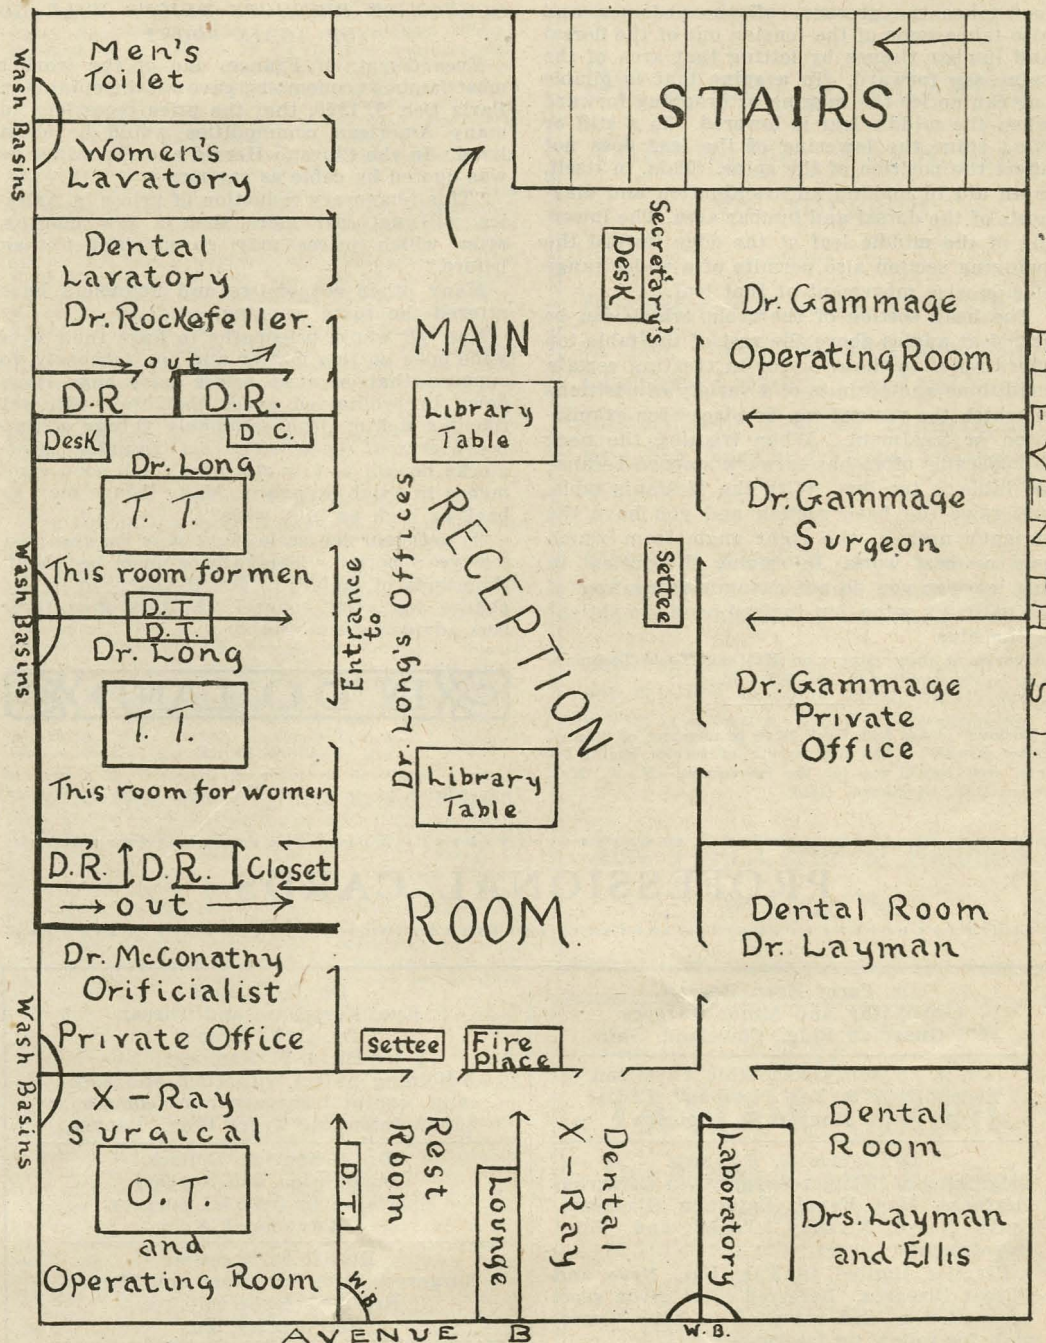 Men's
Toilet
Wash Basins
Women's
Lavatory
STAIRS
Dental
Lavatory
Dr. Rockefeller.
out
D.R
D.R.
Desk
D C.
Dr. Long
T. T.
This room for men
Wash Basins
D.T
D.T.
Dr. Long
T. T.
This room for women
D.R.
D.R.
Closet
out
Entrance
to
Dr. Long's Offices
MAIN
RECEPTION
ROOM.
Library
Table
Library
Table
Secretary's
Desk
Settee
Dr. Gammage
Operating Room
Dr. Gammage
Surgeon
Dr. Gammage
Private
Office
ELEVENTH ST.
Dental Room
Dr. Layman
Dr. McConathy
Orificialist
Private Office
Wash Basins
Settee
Fire
Place
X-Ray
Surgical
O.T.
and
Operating Room
D.T.
Rest
Room
W.B
Lounge
Dental
X-Ray
Laboratory
Dental
Room
Drs. Layman
and Ellis
AVENUE B
W.B.